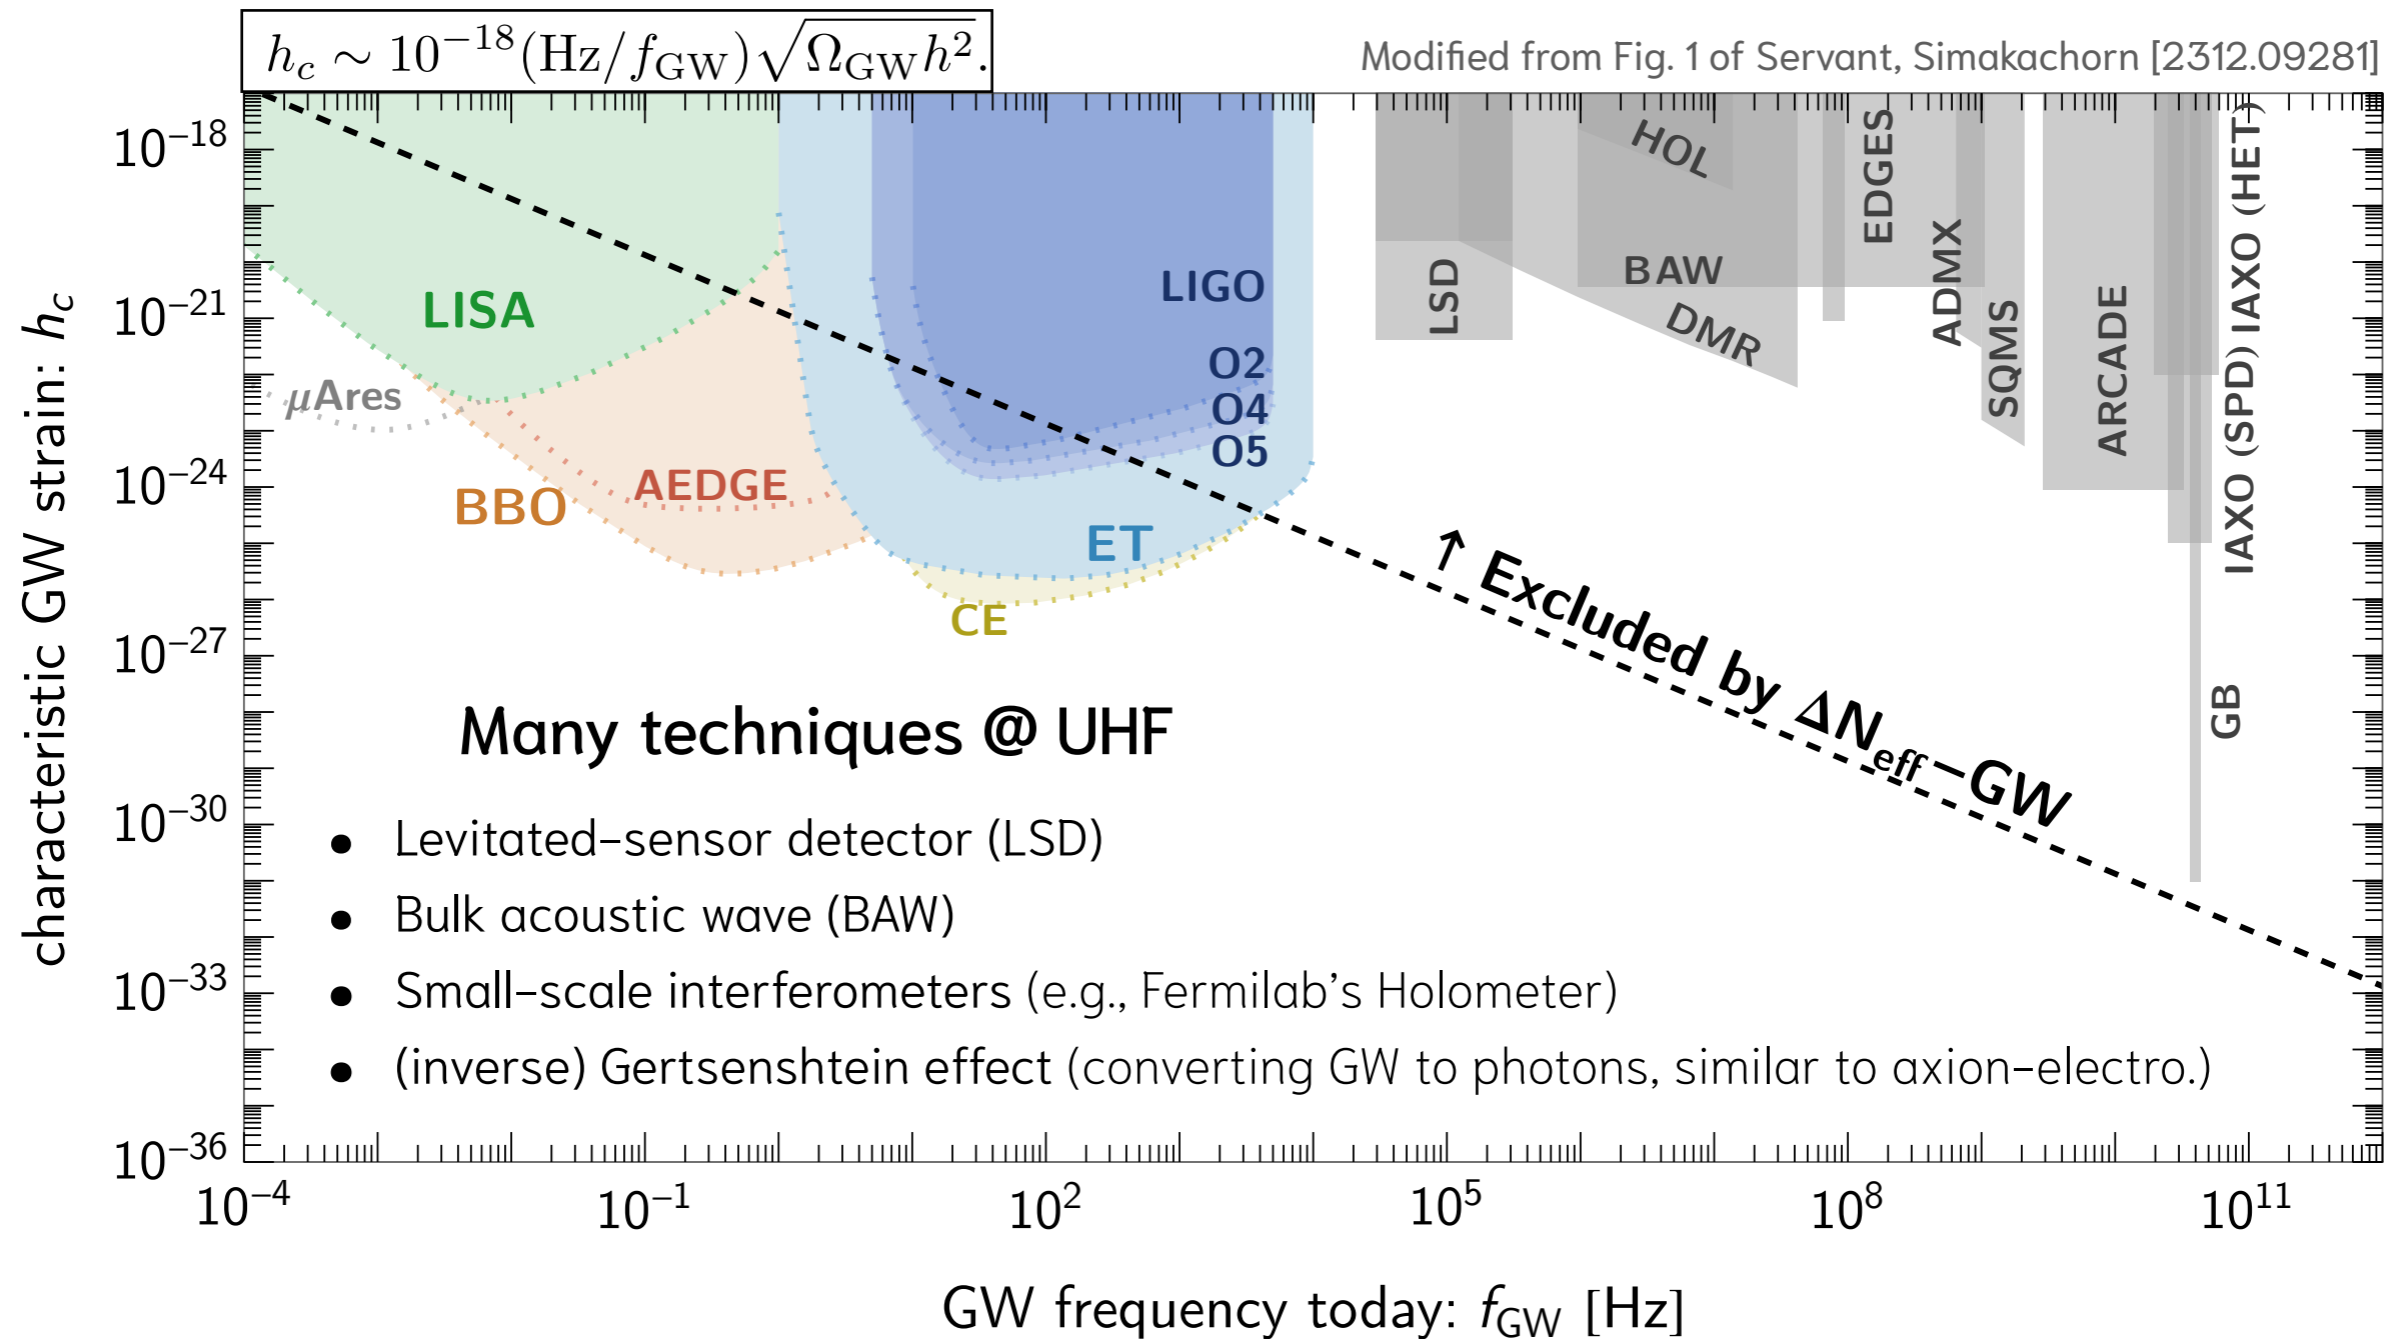 h_c ∼ 10^{−18}(Hz/f_GW)√(Ω_GW h²).
Modified from Fig. 1 of Servant, Simakachorn [2312.09281]
characteristic GW strain: h_c
10^{−18}
10^{−21}
10^{−24}
10^{−27}
10^{−30}
10^{−33}
10^{−36}
LISA
μAres
BBO
AEDGE
LIGO
O2
O4
O5
ET
CE
LSD
HOL
BAW
DMR
EDGES
ADMX
SQMS
ARCADE
IAXO (SPD)
IAXO (HET)
GB
↑ Excluded by ΔN_eff−GW
Many techniques @ UHF
• Levitated−sensor detector (LSD)
• Bulk acoustic wave (BAW)
• Small−scale interferometers (e.g., Fermilab's Holometer)
• (inverse) Gertsenshtein effect (converting GW to photons, similar to axion−electro.)
10^{−4}
10^{−1}
10^2
10^5
10^8
10^{11}
GW frequency today: f_GW [Hz]